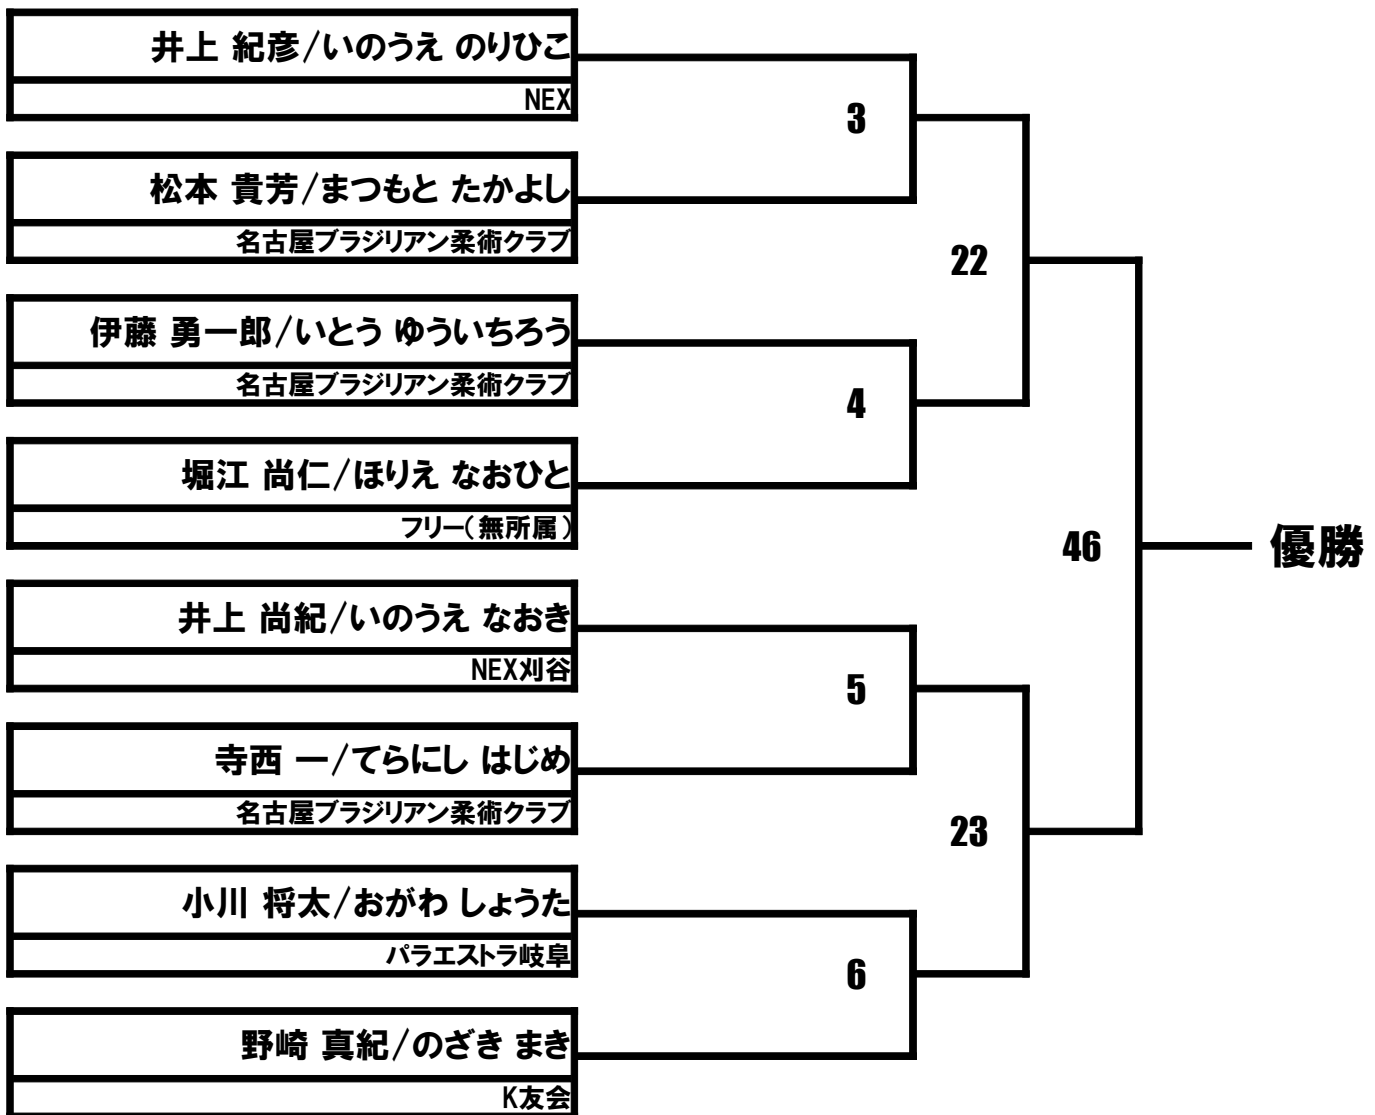 井上 紀彦/いのうえ のりひこ
NEX
3
松本 貴芳/まつもと たかよし
名古屋ブラジリアン柔術クラブ
22
伊藤 勇一郎/いとう ゆういちろう
名古屋ブラジリアン柔術クラブ
4
堀江 尚仁/ほりえ なおひと
フリー(無所属)
46
優勝
井上 尚紀/いのうえ なおき
NEX刈谷
5
寺西 一/てらにし はじめ
名古屋ブラジリアン柔術クラブ
23
小川 将太/おがわ しょうた
パラエストラ岐阜
6
野崎 真紀/のざき まき
K友会